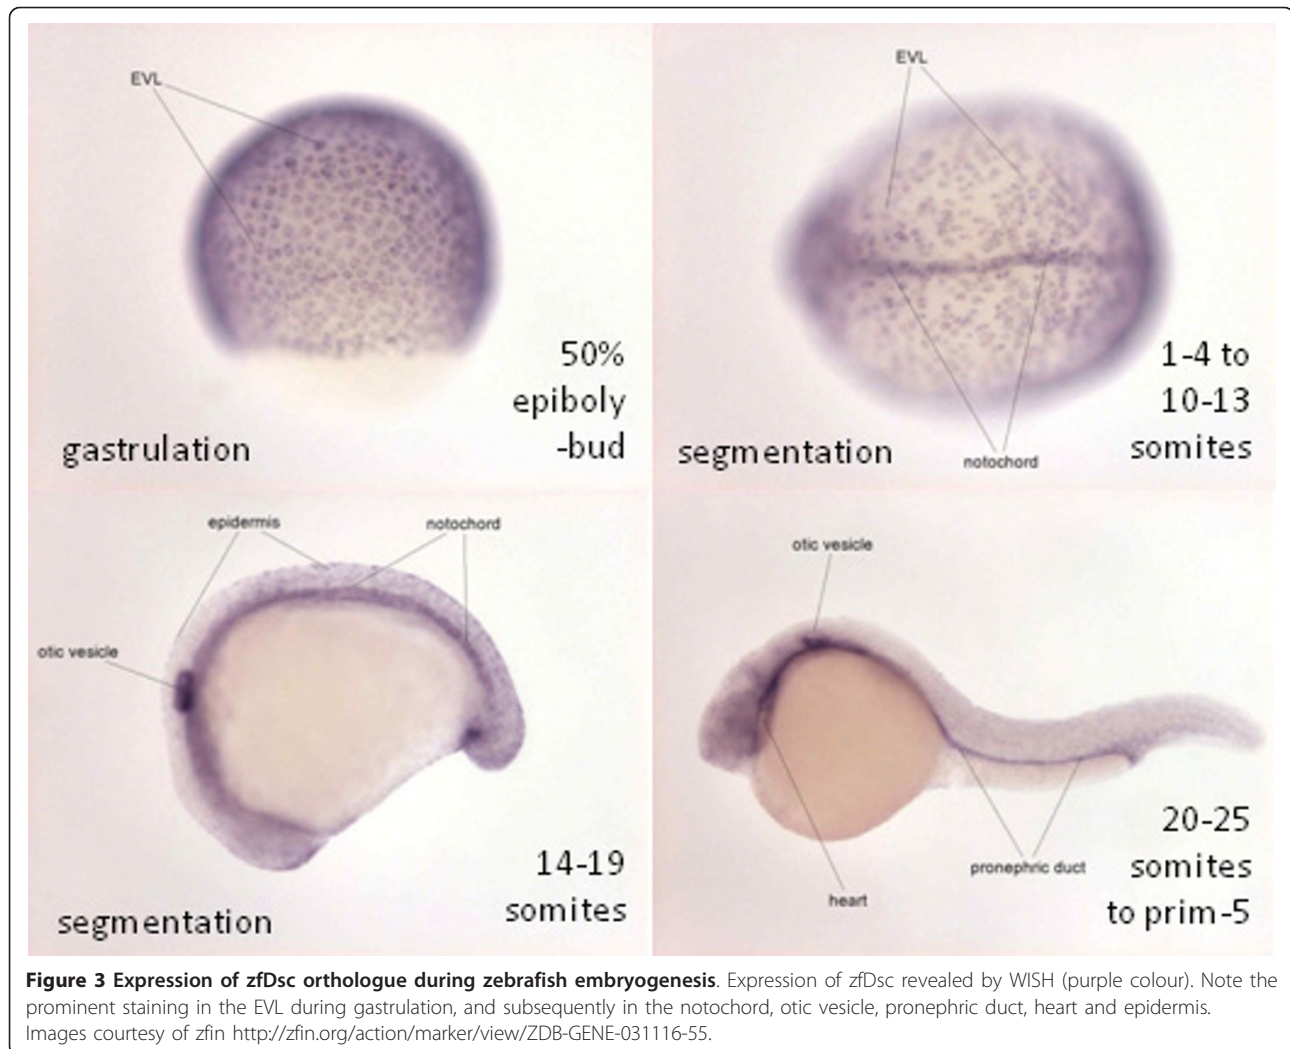 EVL
gastrulation
50%
epiboly
-bud
EVL
notochord
segmentation
1-4 to
10-13
somites
epidermis
notochord
otic vesicle
segmentation
14-19
somites
otic vesicle
heart
pronephric duct
20-25
somites
to prim-5
Figure 3 Expression of zfDsc orthologue during zebrafish embryogenesis. Expression of zfDsc revealed by WISH (purple colour). Note the
prominent staining in the EVL during gastrulation, and subsequently in the notochord, otic vesicle, pronephric duct, heart and epidermis.
Images courtesy of zfin http://zfin.org/action/marker/view/ZDB-GENE-031116-55.